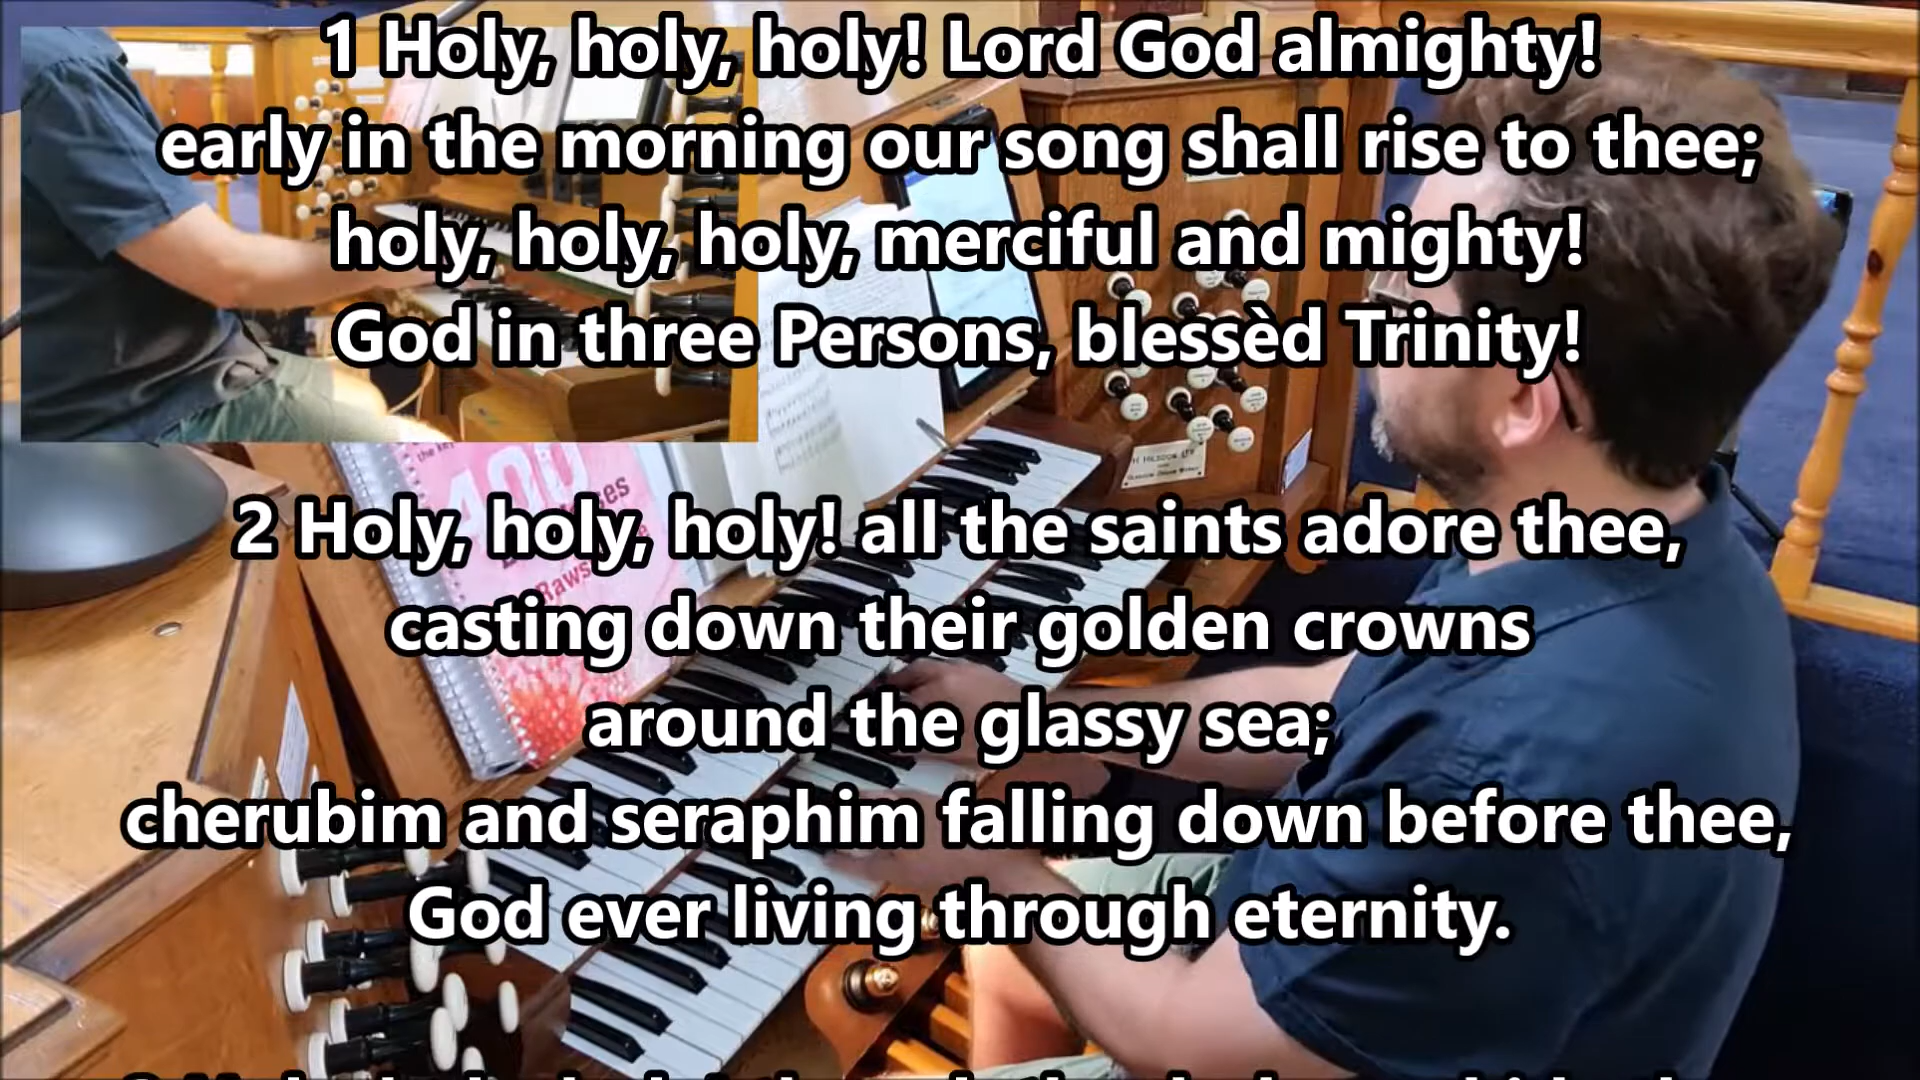 1 Holy, holy, holy! Lord God almighty!
early in the morning our song shall rise to thee;
holy, holy, holy, merciful and mighty!
God in three Persons, blessèd Trinity!
2 Holy, holy, holy! all the saints adore thee,
casting down their golden crowns
around the glassy sea;
cherubim and seraphim falling down before thee,
God ever living through eternity.
400